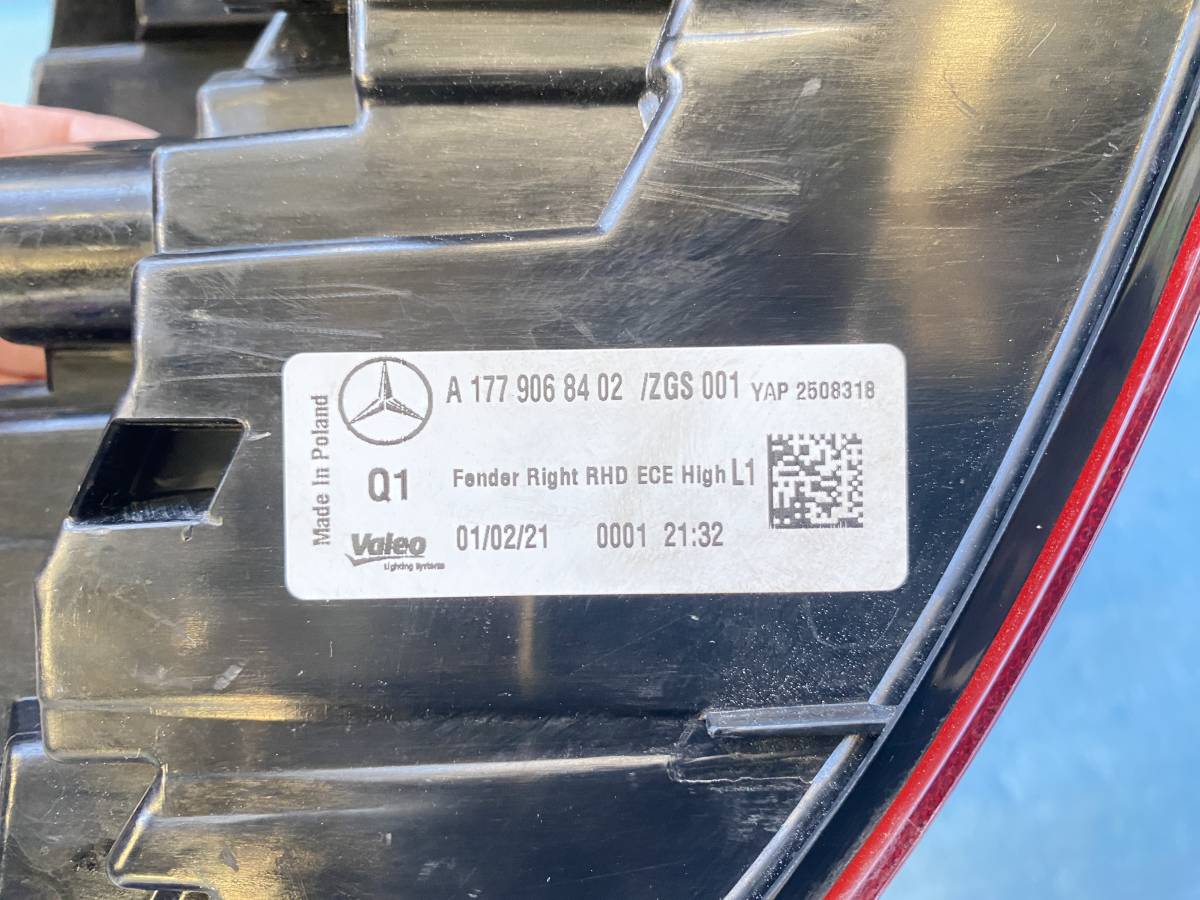 Made In Poland
A 177 906 84 02 /ZGS 001 YAP 2508318
Q1 Fender Right RHD ECE High L1
Valeo 01/02/21 0001 21:32
Lighting Systems